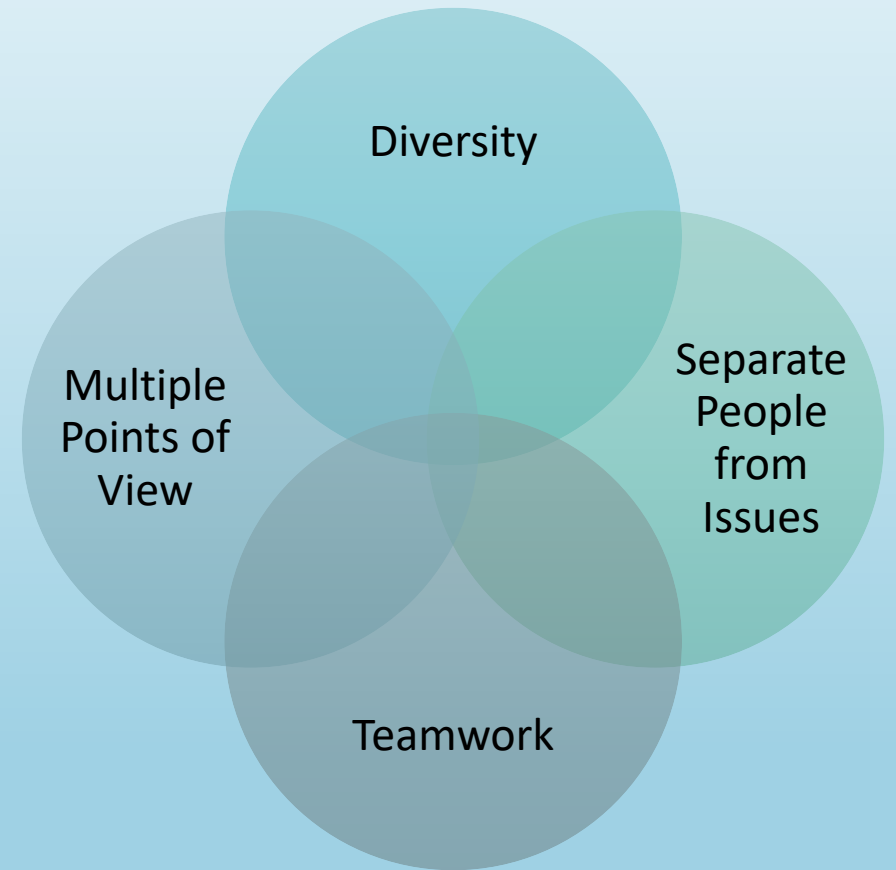 Diversity
Multiple
Points of
View
Separate
People
from
Issues
Teamwork